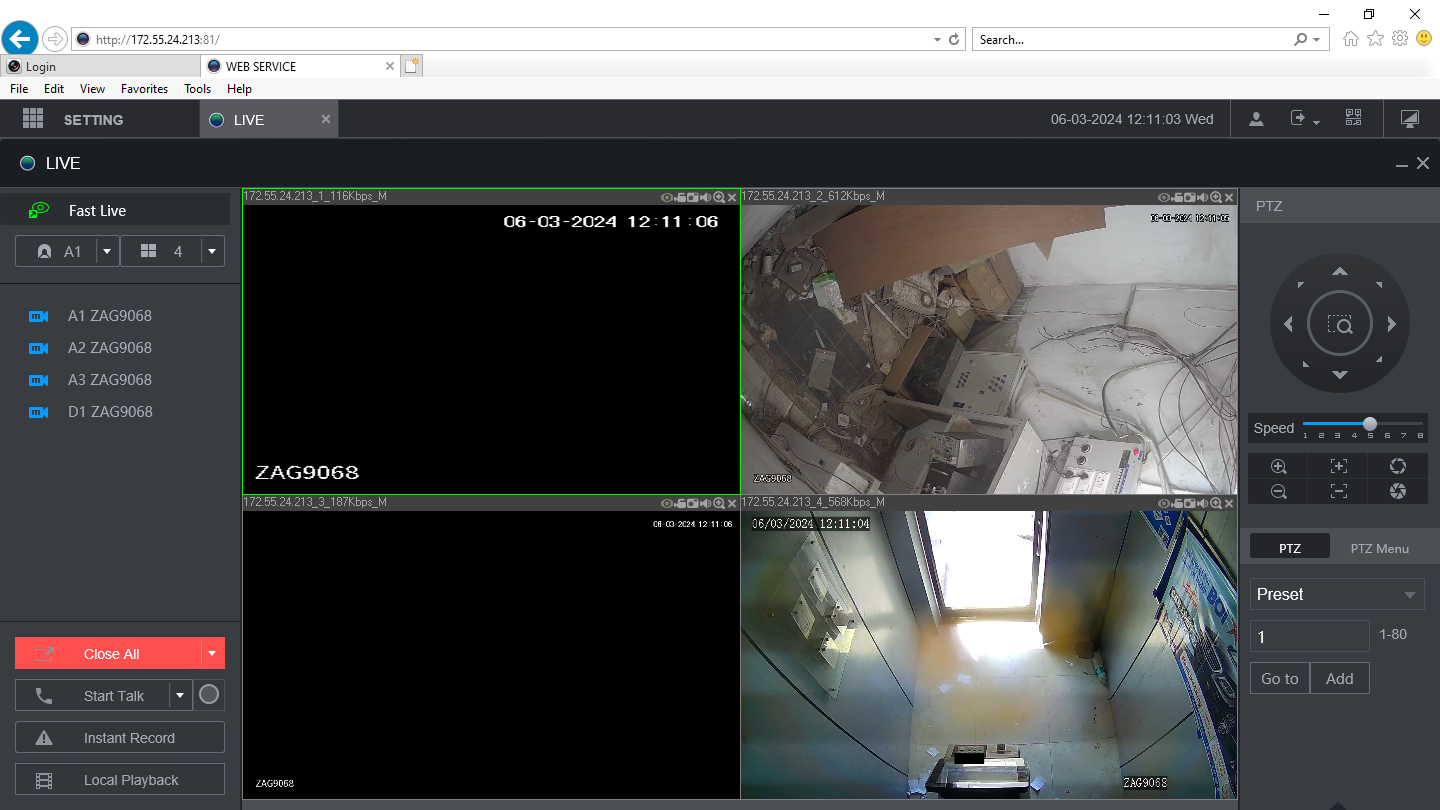 http://172.55.24.213:81/
Search...
Login
WEB SERVICE
File Edit View Favorites Tools Help
SETTING
LIVE
06-03-2024 12:11:03 Wed
LIVE
Fast Live
A1
4
A1 ZAG9068
A2 ZAG9068
A3 ZAG9068
D1 ZAG9068
Close All
Start Talk
Instant Record
Local Playback
172.55.24.213_1_116Kbps_M
06-03-2024 12:11:06
ZAG9068
172.55.24.213_2_612Kbps_M
06-03-2024 12:11:06
ZAG9068
172.55.24.213_3_187Kbps_M
06-03-2024 12:11:06
ZAG9068
172.55.24.213_4_568Kbps_M
06/03/2024 12:11:04
ZAG9068
PTZ
Speed
1 2 3 4 5 6 7 8
PTZ
PTZ Menu
Preset
1
1-80
Go to
Add